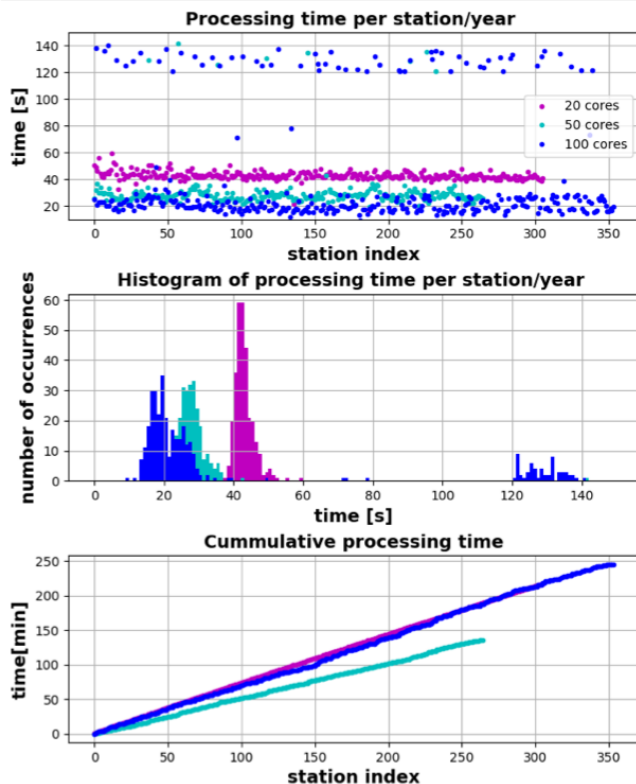 Processing time per station/year
time [s]
140
120
100
80
60
40
20
20 cores
50 cores
100 cores
0 50 100 150 200 250 300 350
station index
Histogram of processing time per station/year
number of occurrences
60
50
40
30
20
10
0
0 20 40 60 80 100 120 140
time [s]
Cummulative processing time
time[min]
250
200
150
100
50
0
0 50 100 150 200 250 300 350
station index